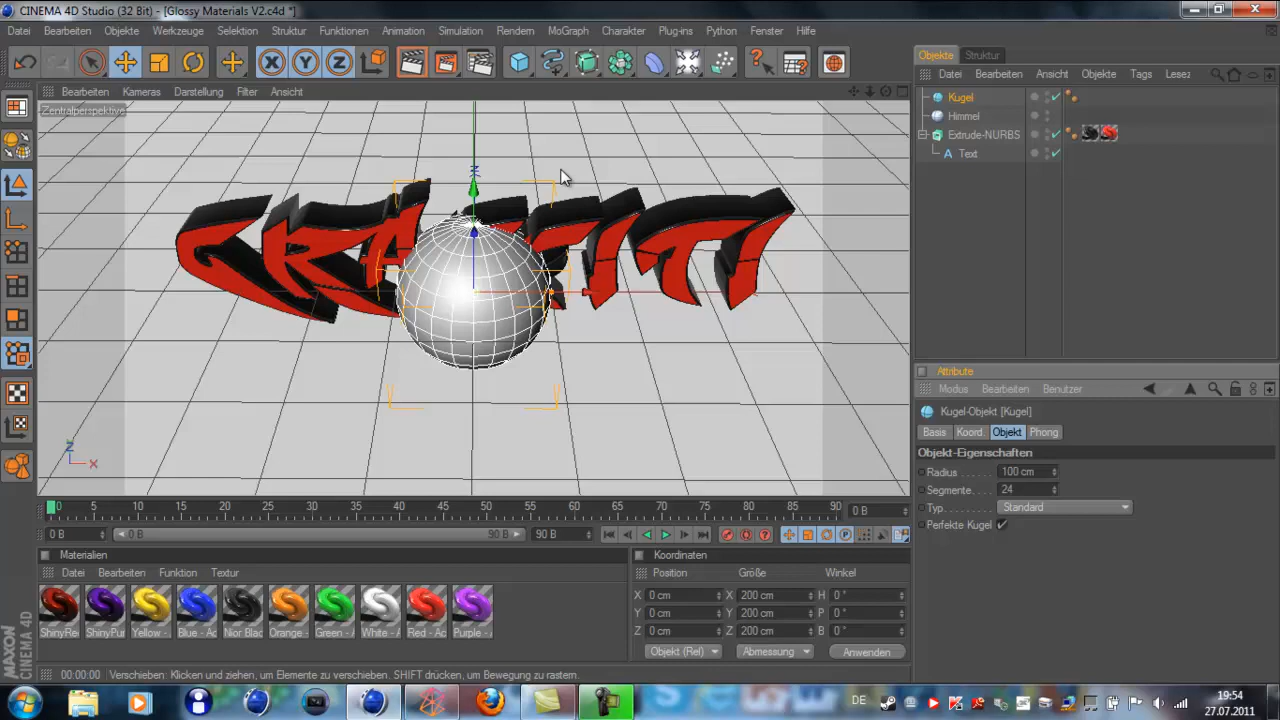 CINEMA 4D Studio (32 Bit) - [Glossy Materials V2.c4d *]
Datei Bearbeiten Objekte Werkzeuge Selektion Struktur Funktionen Animation Simulation Rendern MoGraph Charakter Plug-ins Python Fenster Hilfe
Objekte Struktur
Datei Bearbeiten Ansicht Objekte Tags Lesez
Bearbeiten Kameras Darstellung Filter Ansicht
Zentralperspektive
Kugel
Himmel
Extrude-NURBS
Text
Z
X
Attribute
Modus Bearbeiten Benutzer
Kugel-Objekt [Kugel]
Basis Koord. Objekt Phong
Objekt-Eigenschaften
Radius 100 cm
Segmente 24
Typ Standard
Perfekte Kugel
0 5 10 15 20 25 30 35 40 45 50 55 60 65 70 75 80 85 90 0 B
0 B 0 B 90 B 90 B
Materialien
Datei Bearbeiten Funktion Textur
ShinyRe ShinyPur Yellow - Blue - Ac Nior Blac Orange - Green - A White - A Red - Ac Purple -
Koordinaten
Position Größe Winkel
X 0 cm X 200 cm H 0 °
Y 0 cm Y 200 cm P 0 °
Z 0 cm Z 200 cm B 0 °
Objekt (Rel) Abmessung Anwenden
MAXON
CINEMA 4D
00:00:00 Verschieben: Klicken und ziehen, um Elemente zu verschieben. SHIFT drücken, um Bewegung zu rastern.
DE
19:54
27.07.2011